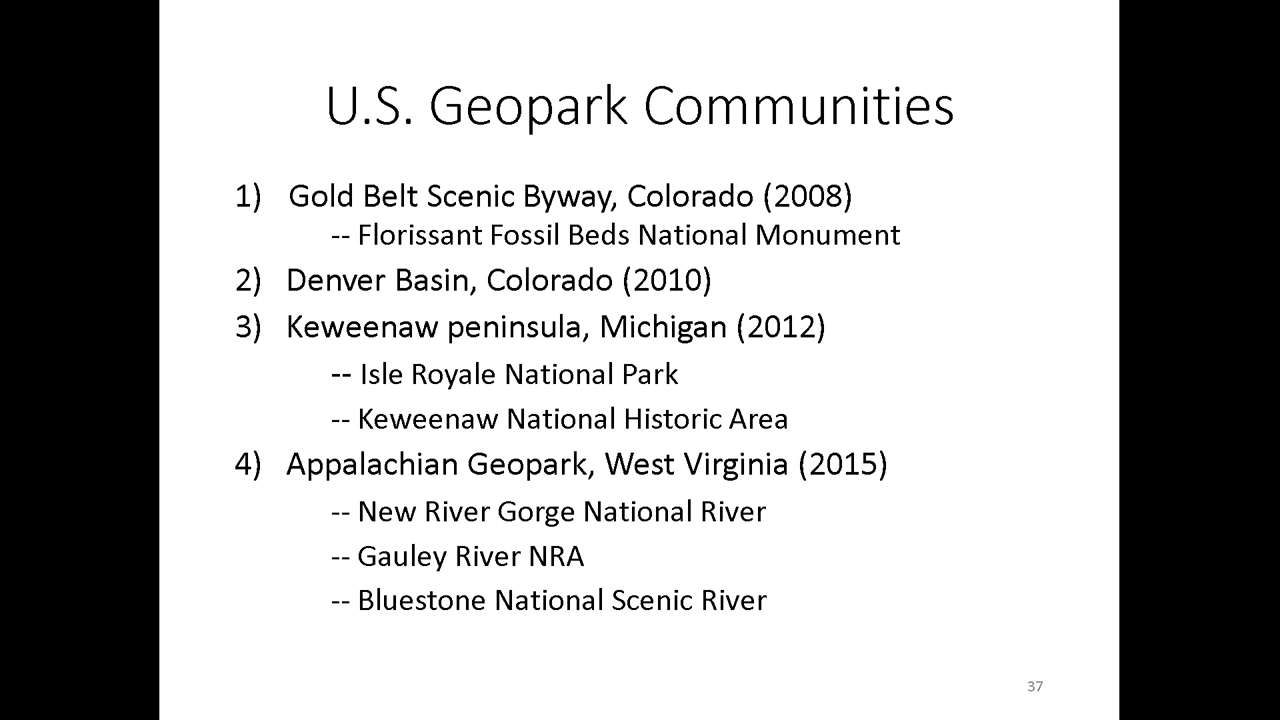 U.S. Geopark Communities
1) Gold Belt Scenic Byway, Colorado (2008)
-- Florissant Fossil Beds National Monument
2) Denver Basin, Colorado (2010)
3) Keweenaw peninsula, Michigan (2012)
-- Isle Royale National Park
-- Keweenaw National Historic Area
4) Appalachian Geopark, West Virginia (2015)
-- New River Gorge National River
-- Gauley River NRA
-- Bluestone National Scenic River
37